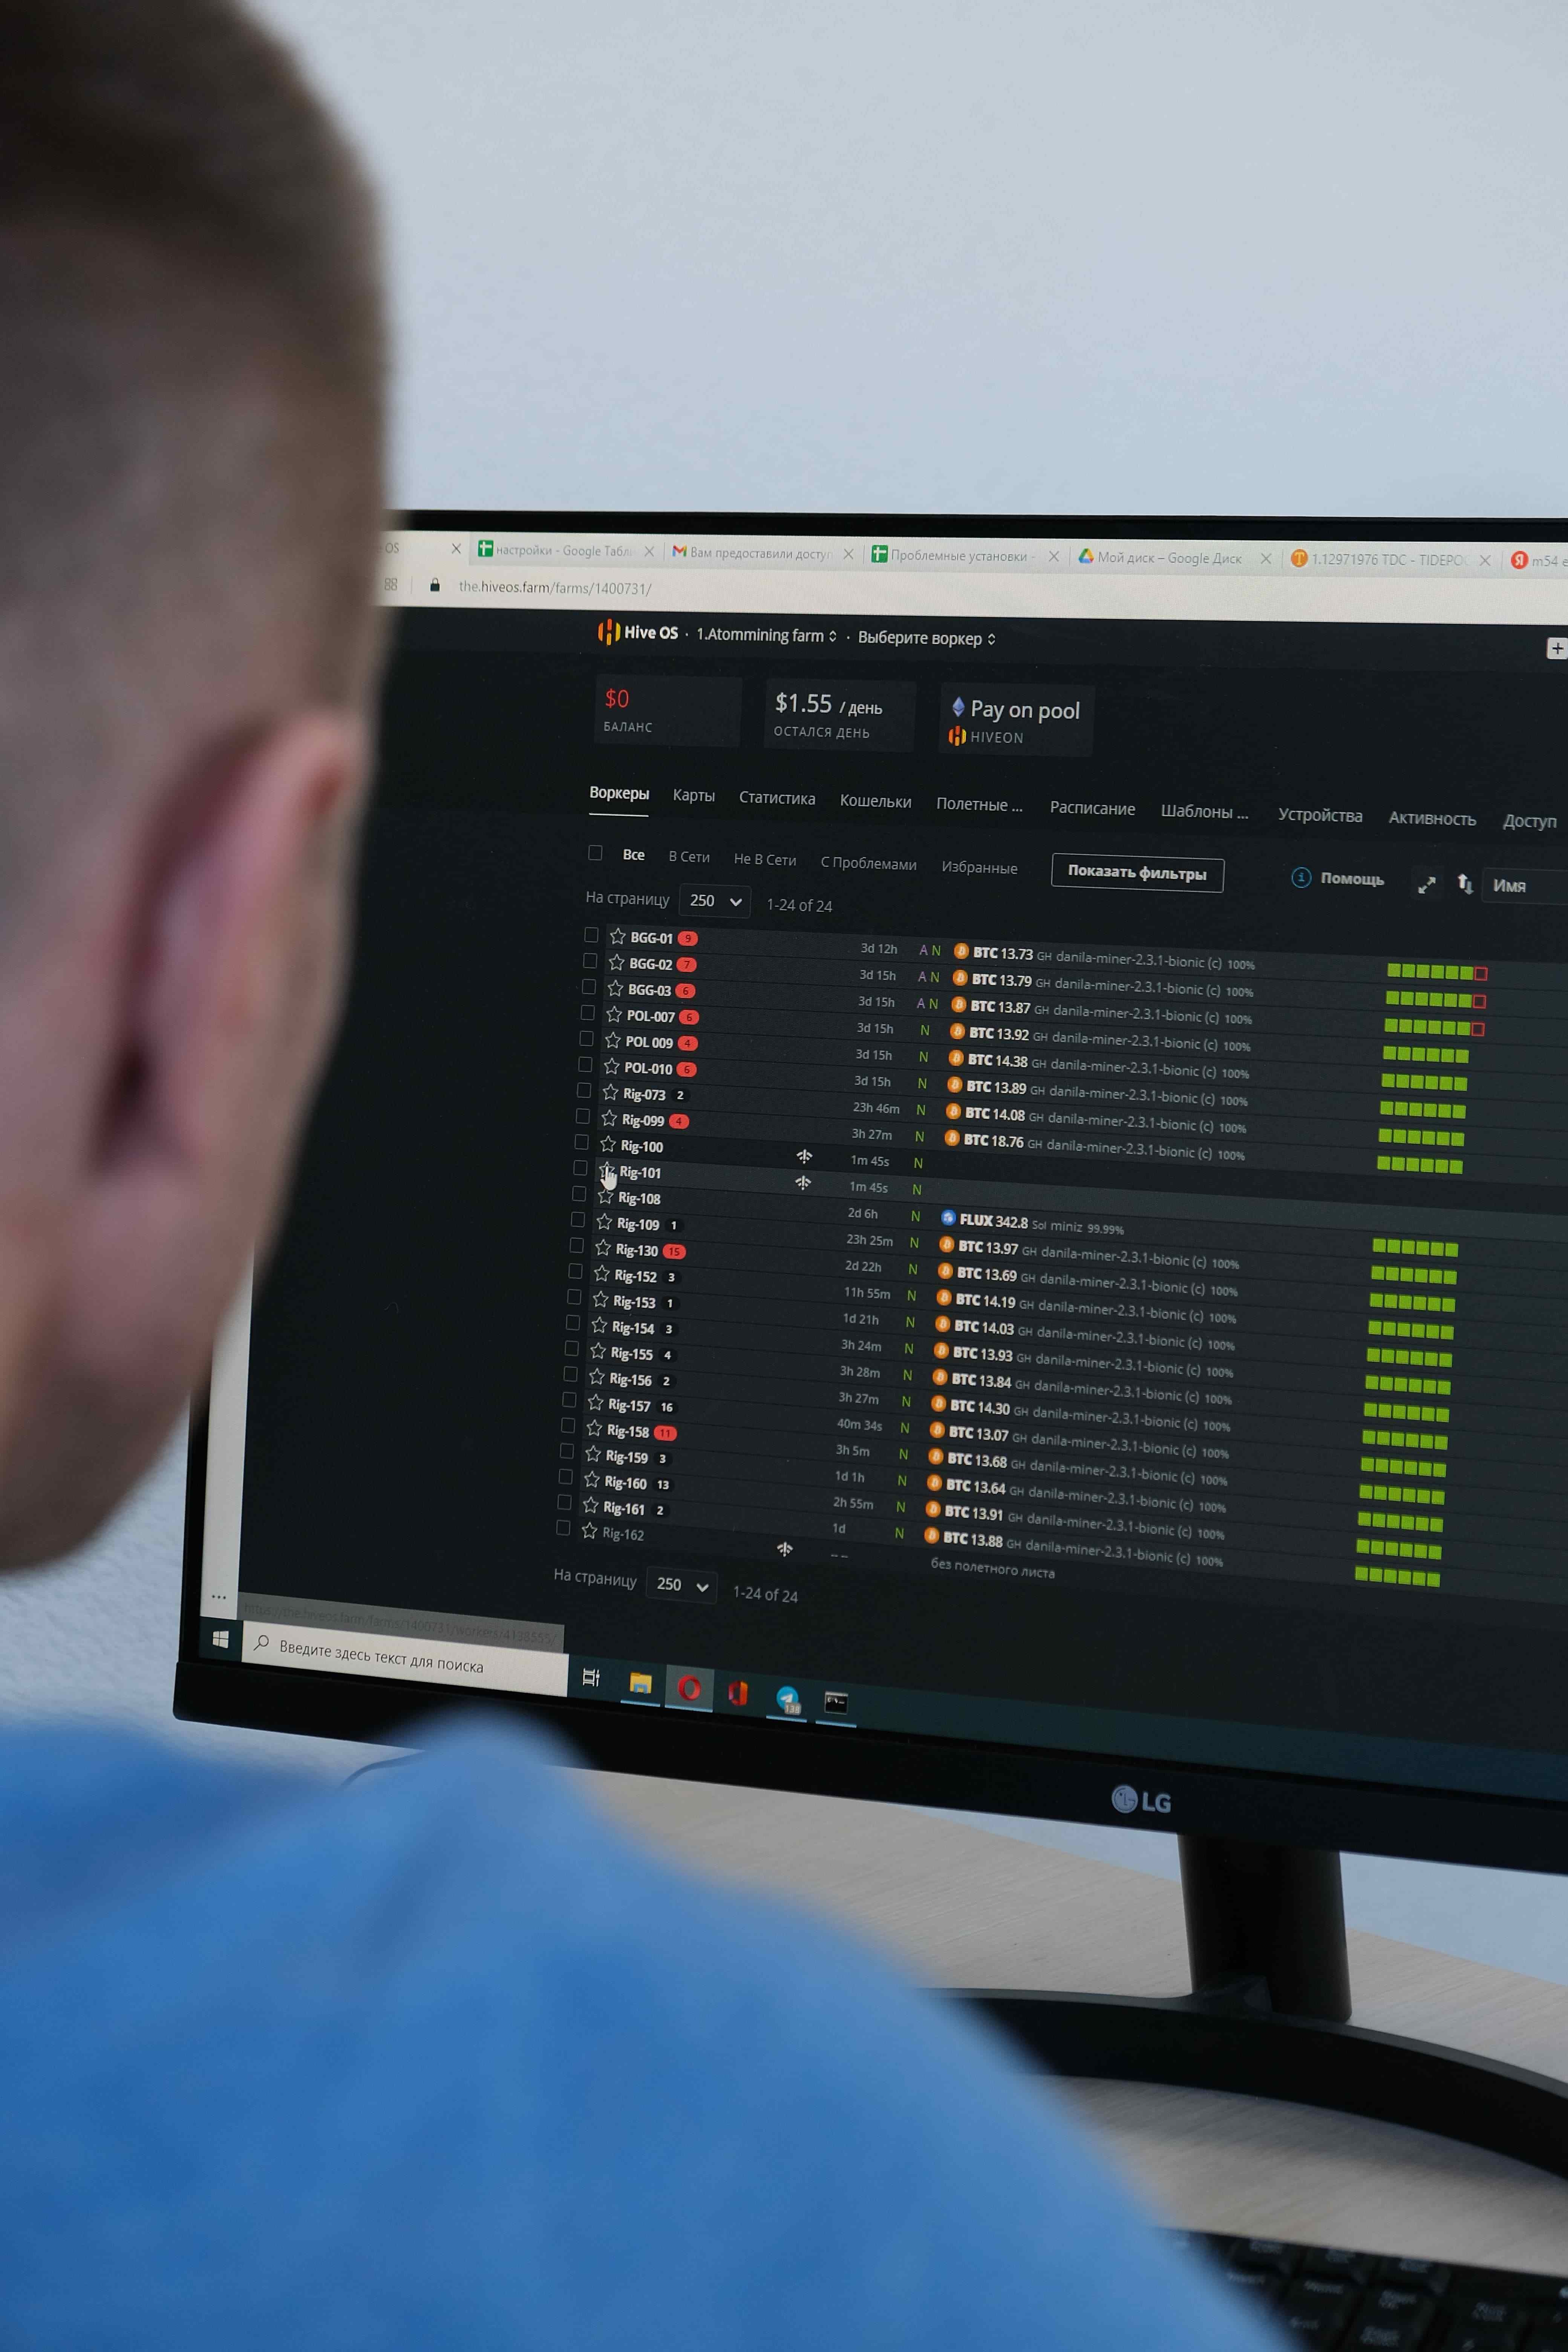 OS настройки - Google Табл Вам предоставили доступ Проблемные установки - Мой диск – Google Диск 1.12971976 TDC - TIDEPO m54
the.hiveos.farm/farms/1400731/
Hive OS · 1.Atommining farm · Выберите воркер
$0 $1.55 / день Pay on pool
БАЛАНС ОСТАЛСЯ ДЕНЬ HIVEON
Воркеры Карты Статистика Кошельки Полетные ... Расписание Шаблоны ... Устройства Активность Доступ
Все В Сети Не В Сети С Проблемами Избранные Показать фильтры Помощь Имя
На страницу 250 1-24 of 24
BGG-01 9 3d 12h A N BTC 13.73 GH danila-miner-2.3.1-bionic (c) 100%
BGG-02 7 3d 15h A N BTC 13.79 GH danila-miner-2.3.1-bionic (c) 100%
BGG-03 6 3d 15h A N BTC 13.87 GH danila-miner-2.3.1-bionic (c) 100%
POL-007 6 3d 15h N BTC 13.92 GH danila-miner-2.3.1-bionic (c) 100%
POL 009 4 3d 15h N BTC 14.38 GH danila-miner-2.3.1-bionic (c) 100%
POL-010 6 3d 15h N BTC 13.89 GH danila-miner-2.3.1-bionic (c) 100%
Rig-073 2 23h 46m N BTC 14.08 GH danila-miner-2.3.1-bionic (c) 100%
Rig-099 4 3h 27m N BTC 18.76 GH danila-miner-2.3.1-bionic (c) 100%
Rig-100 1m 45s N
Rig-101 1m 45s N
Rig-108 2d 6h N FLUX 342.8 Sol miniz 99.99%
Rig-109 1 23h 25m N BTC 13.97 GH danila-miner-2.3.1-bionic (c) 100%
Rig-130 15 2d 22h N BTC 13.69 GH danila-miner-2.3.1-bionic (c) 100%
Rig-152 3 11h 55m N BTC 14.19 GH danila-miner-2.3.1-bionic (c) 100%
Rig-153 1 1d 21h N BTC 14.03 GH danila-miner-2.3.1-bionic (c) 100%
Rig-154 3 3h 24m N BTC 13.93 GH danila-miner-2.3.1-bionic (c) 100%
Rig-155 4 3h 28m N BTC 13.84 GH danila-miner-2.3.1-bionic (c) 100%
Rig-156 2 3h 27m N BTC 14.30 GH danila-miner-2.3.1-bionic (c) 100%
Rig-157 16 40m 34s N BTC 13.07 GH danila-miner-2.3.1-bionic (c) 100%
Rig-158 11 3h 5m N BTC 13.68 GH danila-miner-2.3.1-bionic (c) 100%
Rig-159 3 1d 1h N BTC 13.64 GH danila-miner-2.3.1-bionic (c) 100%
Rig-160 13 2h 55m N BTC 13.91 GH danila-miner-2.3.1-bionic (c) 100%
Rig-161 2 1d N BTC 13.88 GH danila-miner-2.3.1-bionic (c) 100%
Rig-162 -- без полетного листа
На страницу 250 1-24 of 24
https://the.hiveos.farm/farms/1400731/workers/4138555/
Введите здесь текст для поиска 138
LG